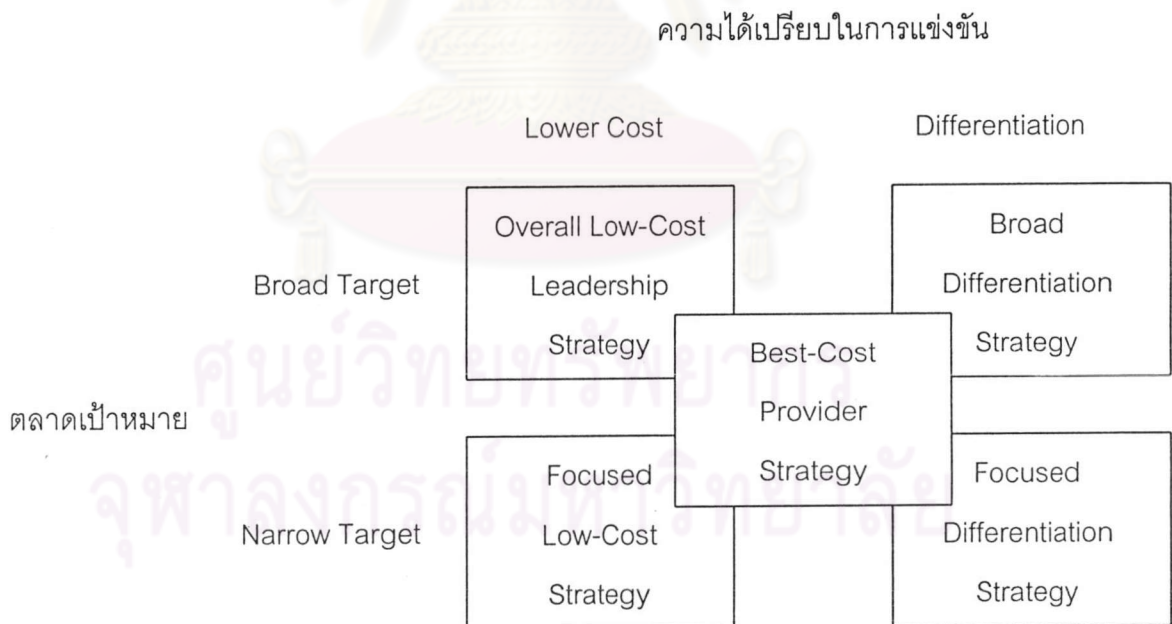 ความได้เปรียบในการแข่งขัน
Lower Cost
Differentiation
Broad Target
Overall Low-Cost
Leadership
Strategy
Broad
Differentiation
Strategy
Best-Cost
Provider
Strategy
ตลาดเป้าหมาย
Narrow Target
Focused
Low-Cost
Strategy
Focused
Differentiation
Strategy
ศูนย์วิทยทรัพยากร
จุฬาลงกรณ์มหาวิทยาลัย